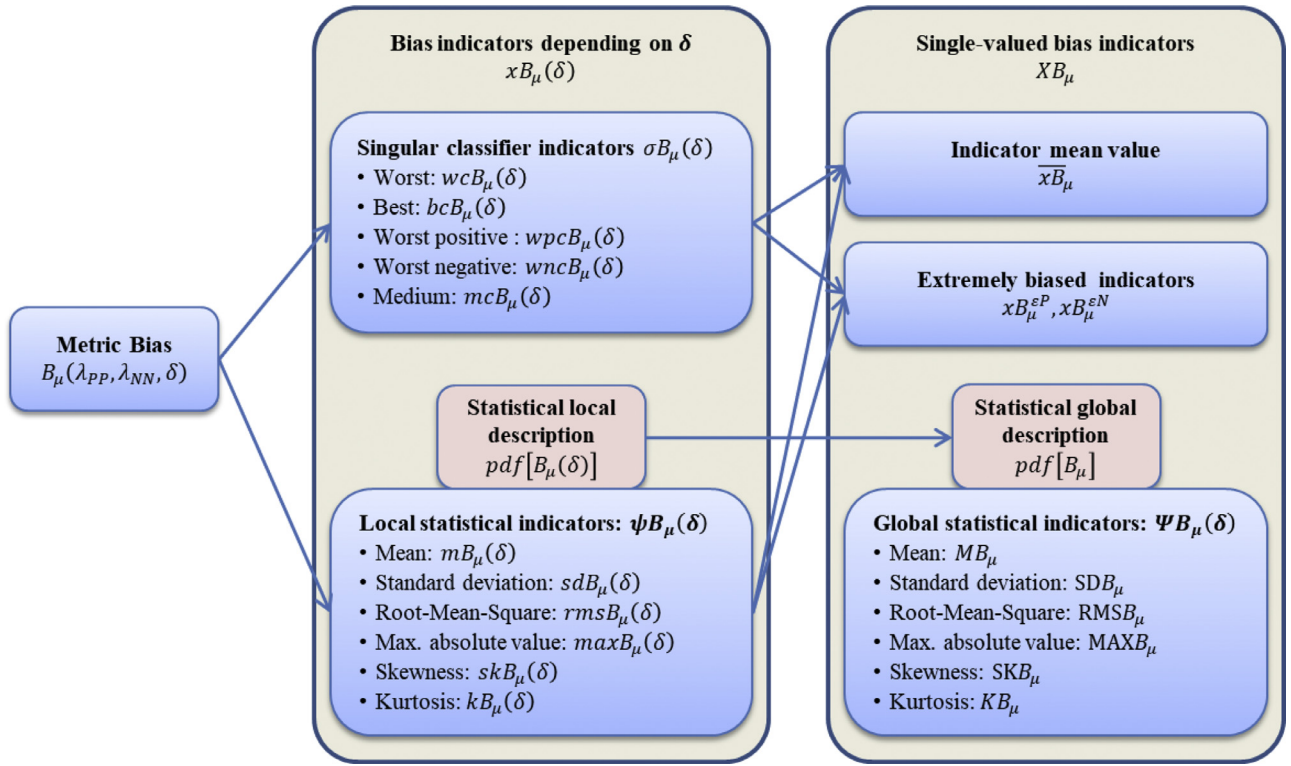 Metric Bias
B_μ(λ_PP, λ_NN, δ)
Bias indicators depending on δ
xB_μ(δ)
Singular classifier indicators σB_μ(δ)
• Worst: wcB_μ(δ)
• Best: bcB_μ(δ)
• Worst positive : wpcB_μ(δ)
• Worst negative: wncB_μ(δ)
• Medium: mcB_μ(δ)
Statistical local
description
pdf[B_μ(δ)]
Local statistical indicators: ψB_μ(δ)
• Mean: mB_μ(δ)
• Standard deviation: sdB_μ(δ)
• Root-Mean-Square: rmsB_μ(δ)
• Max. absolute value: maxB_μ(δ)
• Skewness: skB_μ(δ)
• Kurtosis: kB_μ(δ)
Single-valued bias indicators
XB_μ
Indicator mean value
x̅B̅_μ
Extremely biased indicators
xB_μ^εP, xB_μ^εN
Statistical global
description
pdf[B_μ]
Global statistical indicators: ΨB_μ(δ)
• Mean: MB_μ
• Standard deviation: SDB_μ
• Root-Mean-Square: RMSB_μ
• Max. absolute value: MAXB_μ
• Skewness: SKB_μ
• Kurtosis: KB_μ